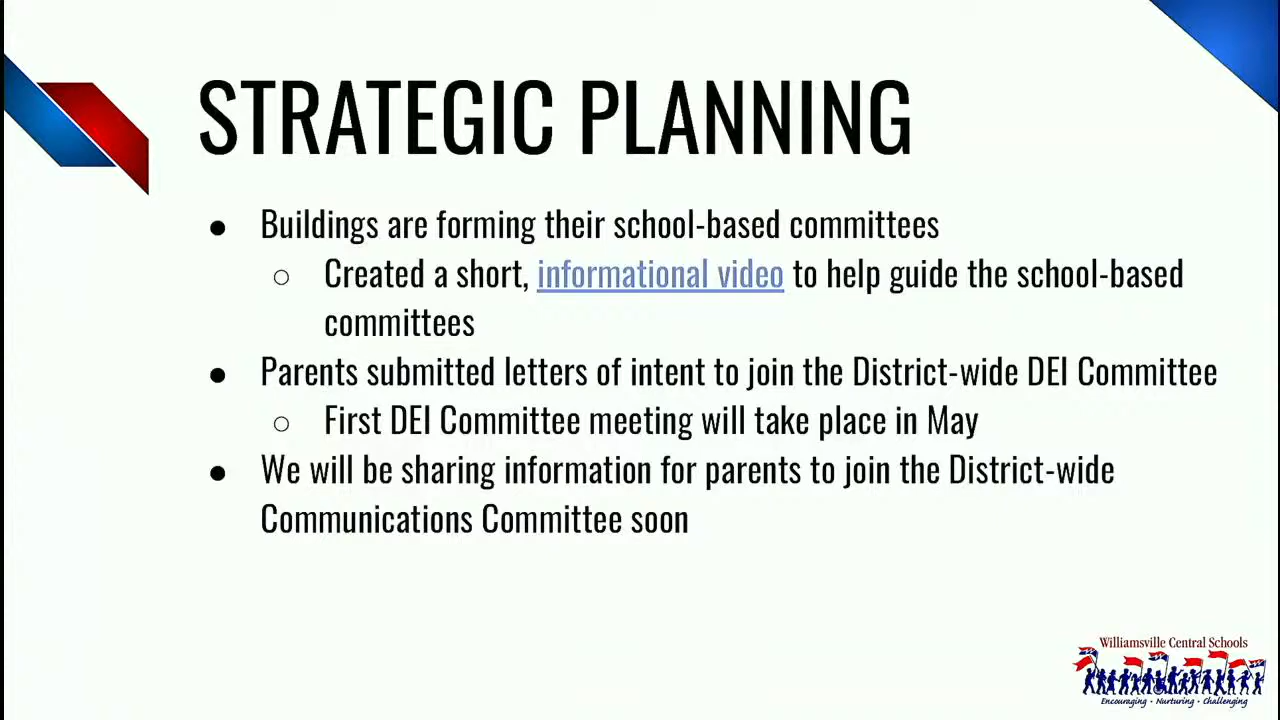 STRATEGIC PLANNING
● Buildings are forming their school-based committees
○ Created a short, informational video to help guide the school-based
committees
● Parents submitted letters of intent to join the District-wide DEI Committee
○ First DEI Committee meeting will take place in May
● We will be sharing information for parents to join the District-wide
Communications Committee soon
Williamsville Central Schools
Encouraging • Nurturing • Challenging